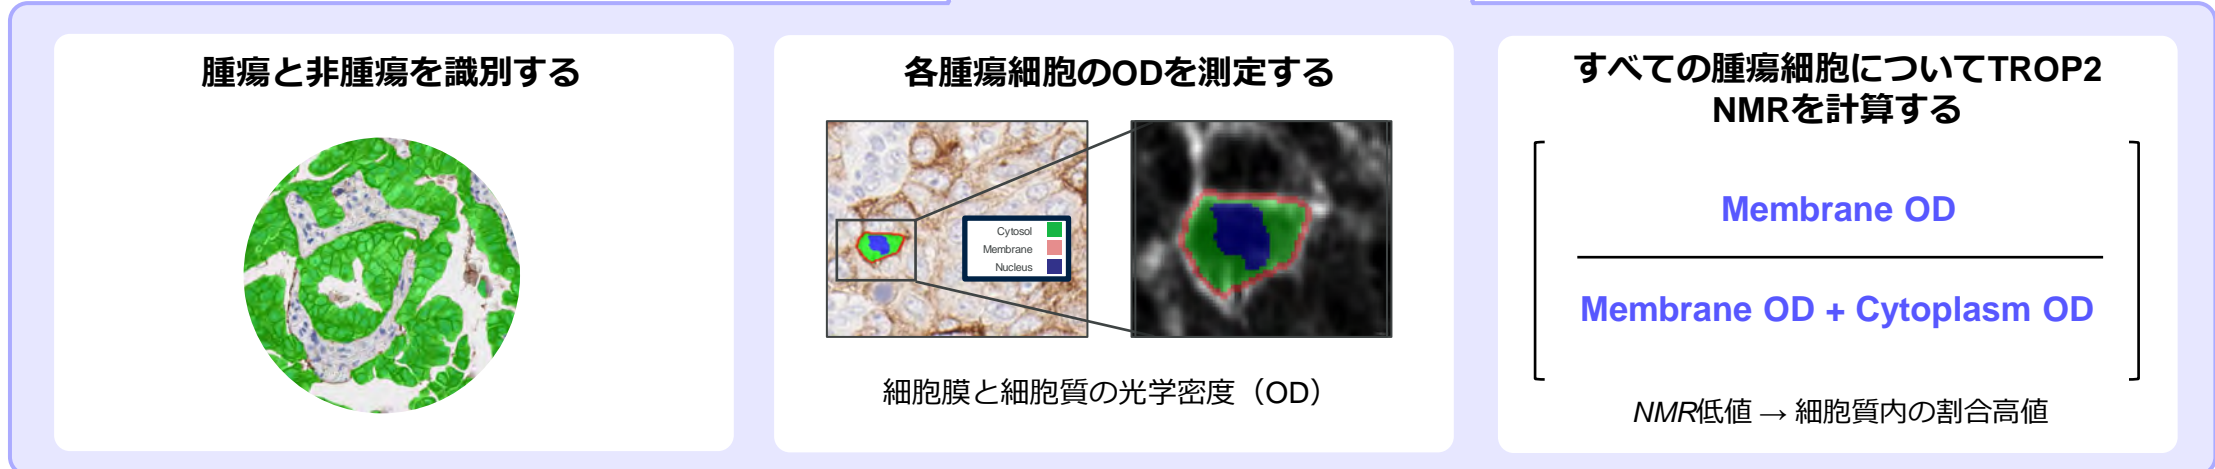 腫瘍と非腫瘍を識別する
各腫瘍細胞のODを測定する
Cytosol
Membrane
Nucleus
細胞膜と細胞質の光学密度（OD）
すべての腫瘍細胞についてTROP2
NMRを計算する
Membrane OD
Membrane OD + Cytoplasm OD
NMR低値 → 細胞質内の割合高値